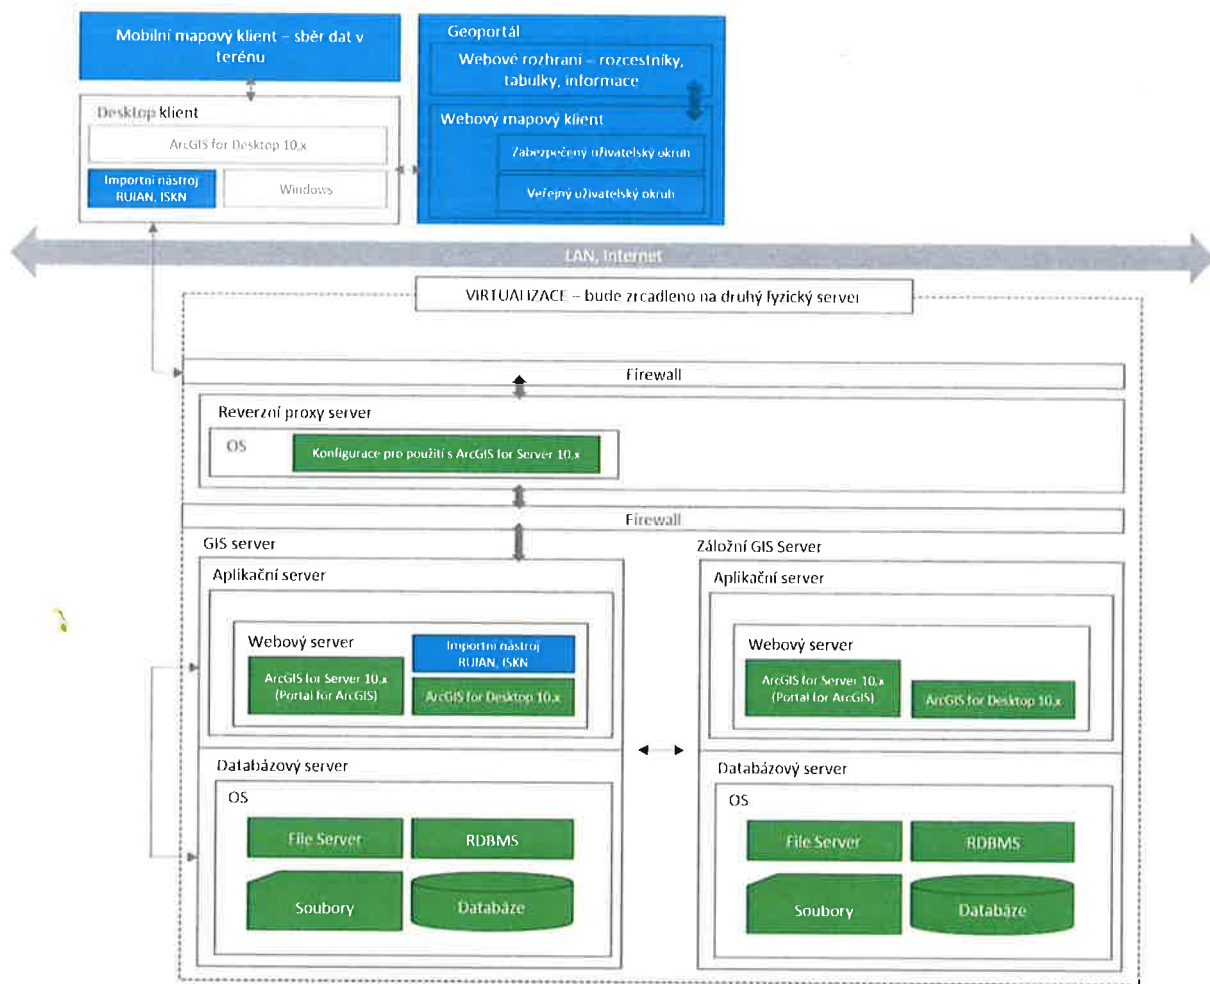 Mobilní mapový klient – sběr dat v
terénu
Geoportál
Webové rozhraní – rozcestníky,
tabulky, informace
Desktop klient
ArcGIS for Desktop 10.x
Importní nástroj
RUIAN, ISKN
Windows
Webový mapový klient
Zabezpečený uživatelský okruh
Veřejný uživatelský okruh
LAN, Internet
VIRTUALIZACE – bude zrcadleno na druhý fyzický server
Firewall
Reverzní proxy server
OS
Konfigurace pro použití s ArcGIS for Server 10.x
Firewall
GIS server
Aplikační server
Webový server
ArcGIS for Server 10.x
(Portal for ArcGIS)
Importní nástroj
RUIAN, ISKN
ArcGIS for Desktop 10.x
Databázový server
OS
File Server
RDBMS
Soubory
Databáze
Záložní GIS Server
Aplikační server
Webový server
ArcGIS for Server 10.x
(Portal for ArcGIS)
ArcGIS for Desktop 10.x
Databázový server
OS
File Server
RDBMS
Soubory
Databáze